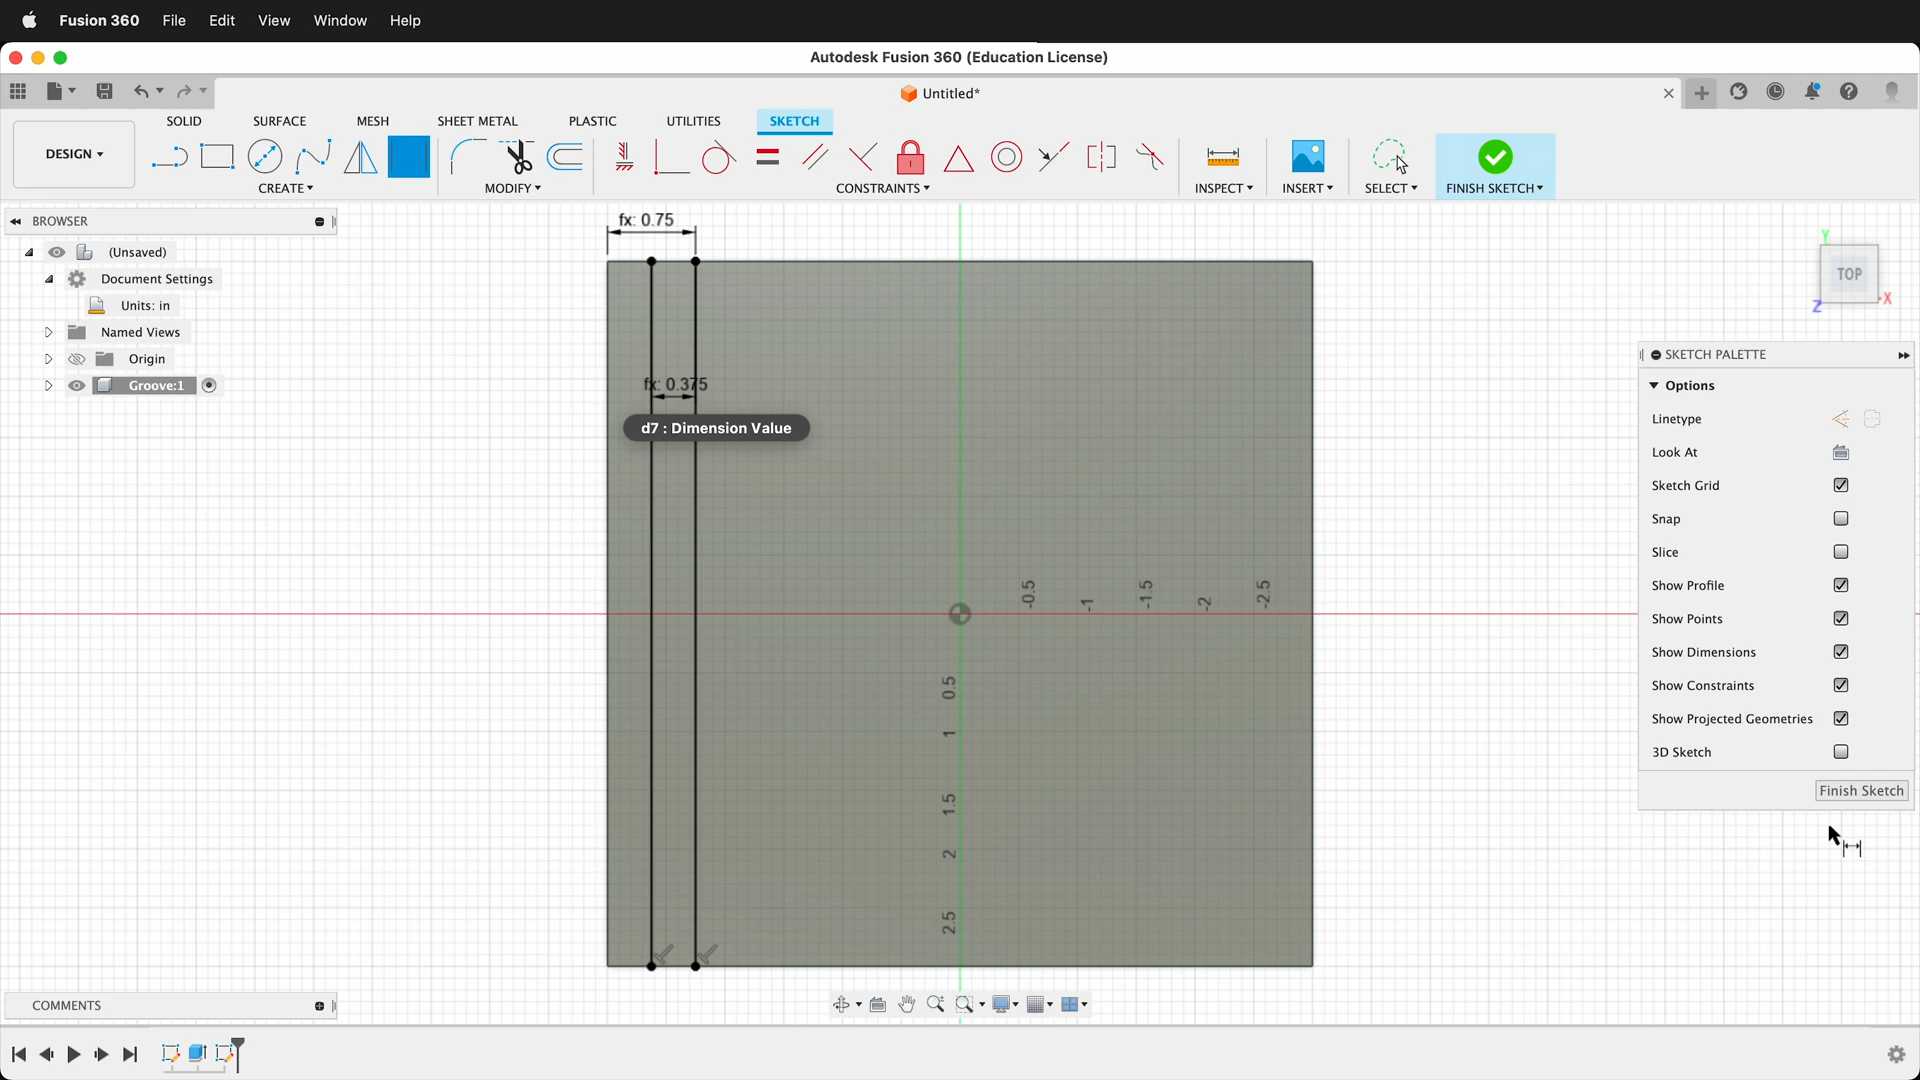 Fusion 360 File Edit View Window Help
Autodesk Fusion 360 (Education License)
Untitled*
DESIGN
SOLID SURFACE MESH SHEET METAL PLASTIC UTILITIES SKETCH
CREATE MODIFY CONSTRAINTS INSPECT INSERT SELECT FINISH SKETCH
BROWSER
(Unsaved)
Document Settings
Units: in
Named Views
Origin
Groove:1
fx: 0.75
fx: 0.375
d7 : Dimension Value
-0.5
-1
-1.5
-2
-2.5
0.5
1
1.5
2
2.5
Y
TOP
X
Z
SKETCH PALETTE
Options
Linetype
Look At
Sketch Grid
Snap
Slice
Show Profile
Show Points
Show Dimensions
Show Constraints
Show Projected Geometries
3D Sketch
Finish Sketch
COMMENTS